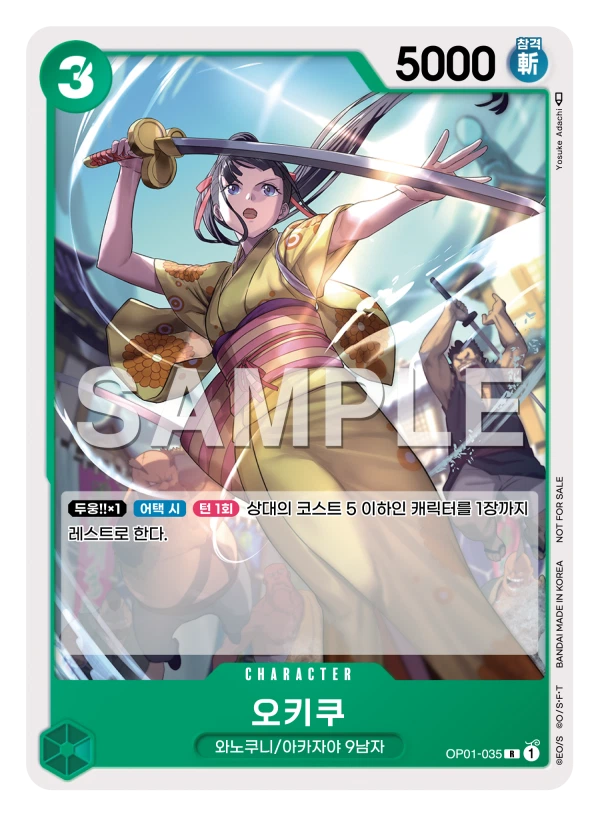 3
5000
참격
斬
Yosuke Adachi
SAMPLE
두웅!!×1 어택 시 턴 1회 상대의 코스트 5 이하인 캐릭터를 1장까지
레스트로 한다.
©EO/S ©O/S·F·T BANDAI MADE IN KOREA NOT FOR SALE
CHARACTER
오키쿠
와노쿠니/아카자야 9남자
OP01-035 R 1